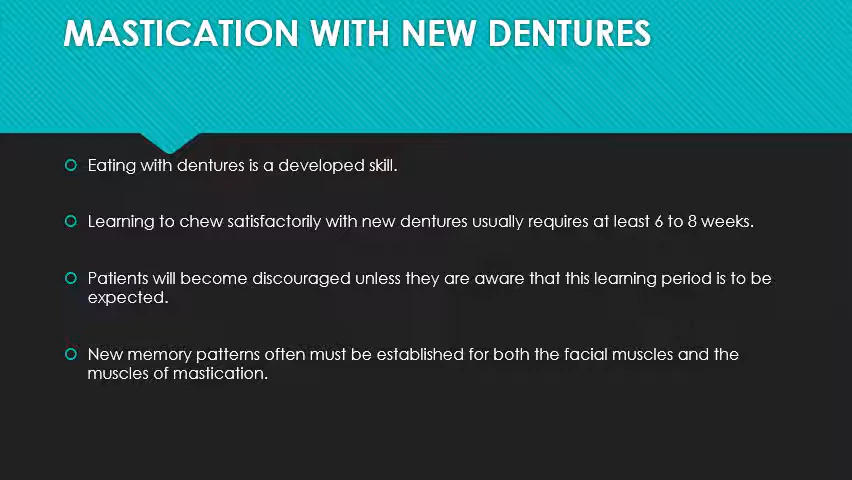 MASTICATION WITH NEW DENTURES
Eating with dentures is a developed skill.
Learning to chew satisfactorily with new dentures usually requires at least 6 to 8 weeks.
Patients will become discouraged unless they are aware that this learning period is to be
expected.
New memory patterns often must be established for both the facial muscles and the
muscles of mastication.